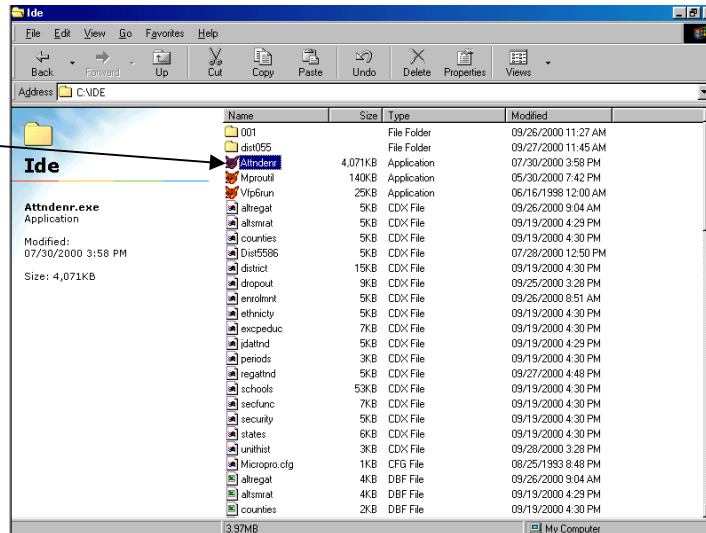 Ide
File Edit View Go Favorites Help
Back Forward Up Cut Copy Paste Undo Delete Properties Views
Address C:\IDE
Ide
Attndenr.exe
Application
Modified:
07/30/2000 3:58 PM
Size: 4,071KB
Name Size Type Modified
001 File Folder 09/26/2000 11:27 AM
dist055 File Folder 09/27/2000 11:45 AM
Attndenr 4,071KB Application 07/30/2000 3:58 PM
Mproutil 140KB Application 05/30/2000 7:42 PM
Vfp6run 25KB Application 06/16/1998 12:00 AM
altregat 5KB CDX File 09/26/2000 9:04 AM
altsmrat 5KB CDX File 09/19/2000 4:29 PM
counties 5KB CDX File 09/19/2000 4:30 PM
Dist5586 5KB CDX File 07/28/2000 12:50 PM
district 15KB CDX File 09/19/2000 4:30 PM
dropout 9KB CDX File 09/25/2000 3:28 PM
enrolmnt 5KB CDX File 09/26/2000 8:51 AM
ethnicty 5KB CDX File 09/19/2000 4:30 PM
excpeduc 7KB CDX File 09/19/2000 4:30 PM
jdattnd 5KB CDX File 09/19/2000 4:29 PM
periods 3KB CDX File 09/19/2000 4:30 PM
regattnd 5KB CDX File 09/27/2000 4:48 PM
schools 53KB CDX File 09/19/2000 4:30 PM
secfunc 7KB CDX File 09/19/2000 4:30 PM
security 5KB CDX File 09/19/2000 4:30 PM
states 6KB CDX File 09/19/2000 4:30 PM
unithist 3KB CDX File 09/28/2000 3:28 PM
Micropro.cfg 1KB CFG File 08/25/1993 8:48 PM
altregat 4KB DBF File 09/26/2000 9:04 AM
altsmrat 4KB DBF File 09/19/2000 4:29 PM
counties 2KB DBF File 09/19/2000 4:30 PM
3.97MB My Computer